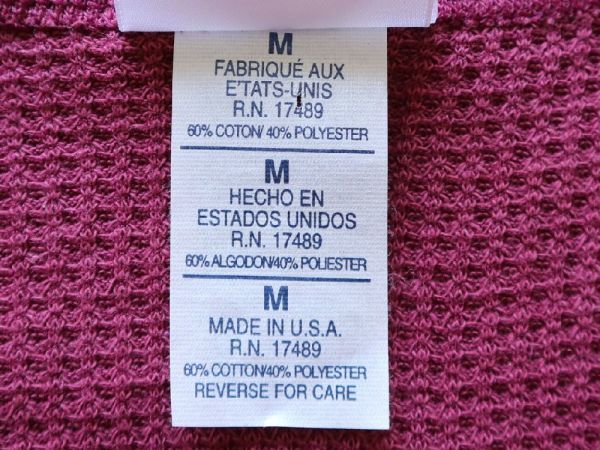 M
FABRIQUÉ AUX
E'TATS-UNIS
R.N. 17489
60% COTON/ 40% POLYESTER
M
HECHO EN
ESTADOS UNIDOS
R.N. 17489
60% ALGODON/40% POLIESTER
M
MADE IN U.S.A.
R.N. 17489
60% COTTON/40% POLYESTER
REVERSE FOR CARE